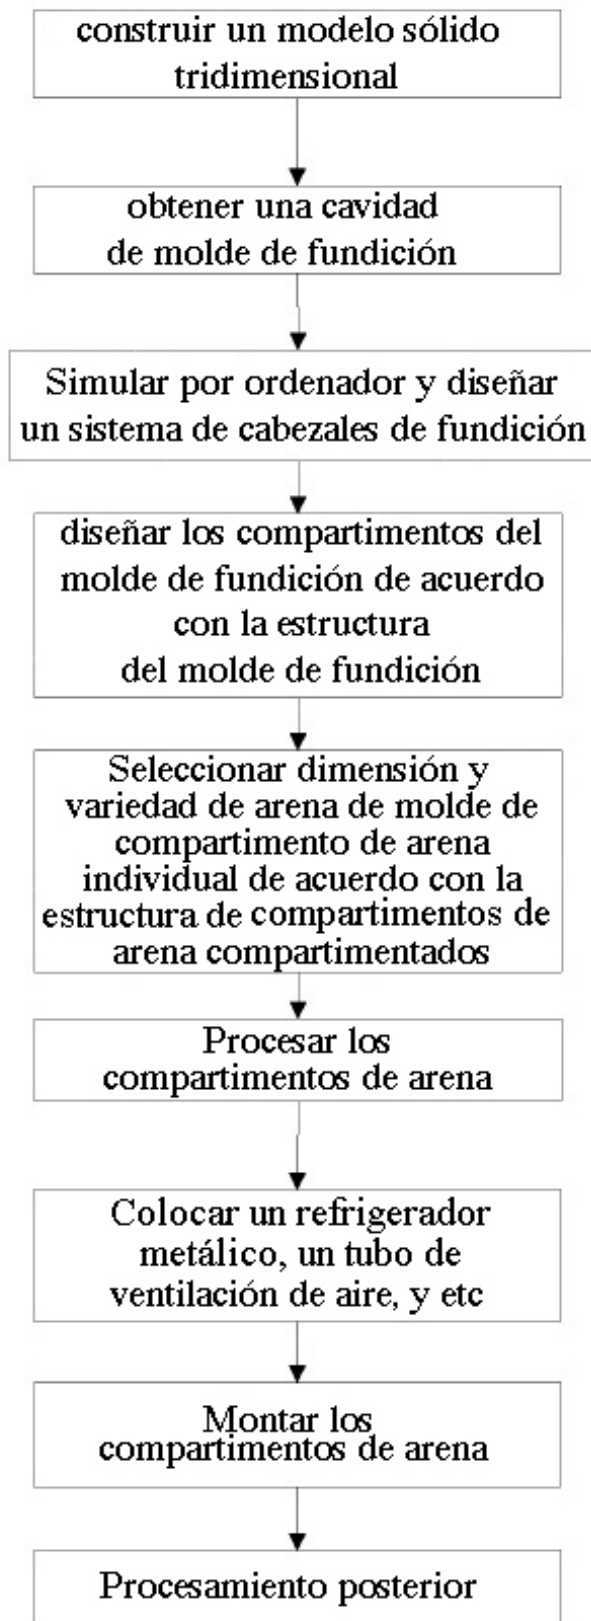 construir un modelo sólido
tridimensional
obtener una cavidad
de molde de fundición
Simular por ordenador y diseñar
un sistema de cabezales de fundición
diseñar los compartimentos del
molde de fundición de acuerdo
con la estructura
del molde de fundición
Seleccionar dimensión y
variedad de arena de molde de
compartimento de arena
individual de acuerdo con la
estructura de compartimentos de
arena compartimentados
Procesar los
compartimentos de arena
Colocar un refrigerador
metálico, un tubo de
ventilación de aire, y etc
Montar los
compartimentos de arena
Procesamiento posterior